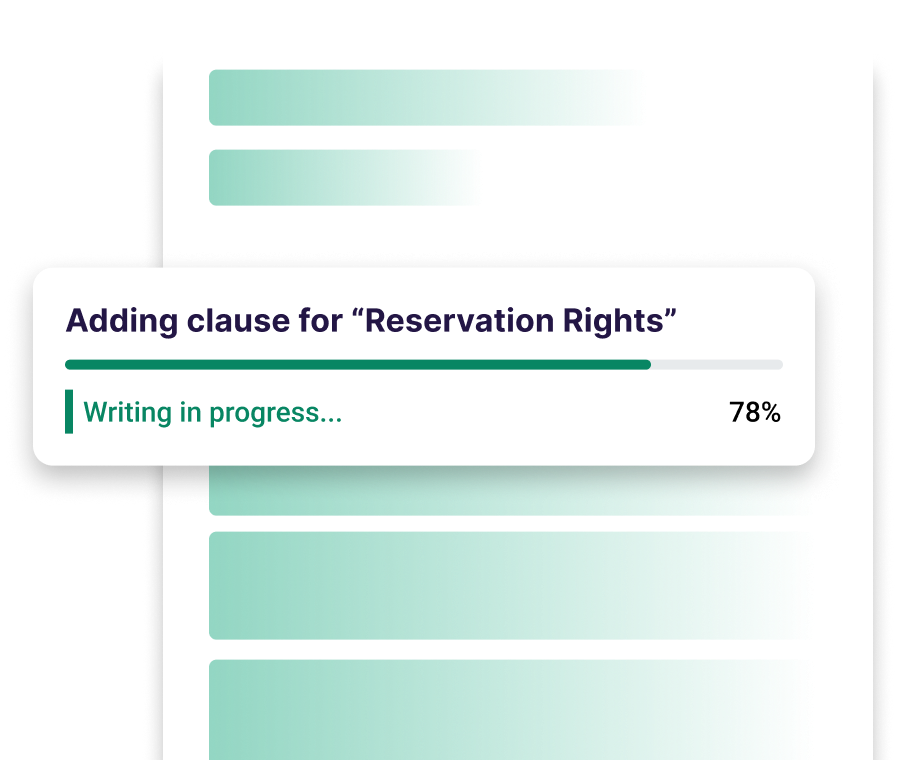 Adding clause for “Reservation Rights”
Writing in progress...
78%